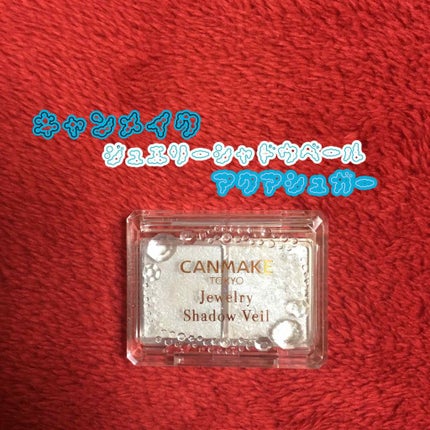 キャンメイク
ジュエリーシャドウベール
アクアシュガー
CANMAKE
TOKYO
Jewelry
Shadow Veil